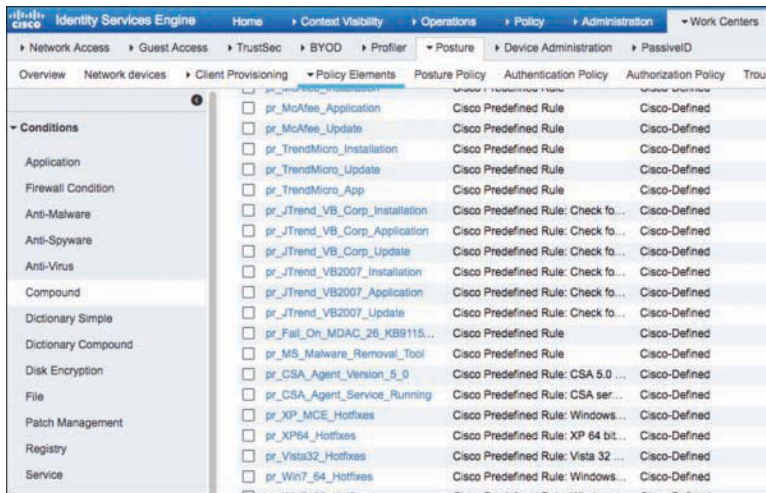 CISCO Identity Services Engine Home Context Visibility Operations Policy Administration Work Centers
Network Access Guest Access TrustSec BYOD Profiler Posture Device Administration PassiveID
Overview Network devices Client Provisioning Policy Elements Posture Policy Authentication Policy Authorization Policy Trou
Conditions
Application
Firewall Condition
Anti-Malware
Anti-Spyware
Anti-Virus
Compound
Dictionary Simple
Dictionary Compound
Disk Encryption
File
Patch Management
Registry
Service
pr_McAfee_Application Cisco Predefined Rule Cisco-Defined
pr_McAfee_Update Cisco Predefined Rule Cisco-Defined
pr_TrendMicro_Installation Cisco Predefined Rule Cisco-Defined
pr_TrendMicro_Update Cisco Predefined Rule Cisco-Defined
pr_TrendMicro_App Cisco Predefined Rule Cisco-Defined
pr_JTrend_VB_Corp_Installation Cisco Predefined Rule: Check fo... Cisco-Defined
pr_JTrend_VB_Corp_Application Cisco Predefined Rule: Check fo... Cisco-Defined
pr_JTrend_VB_Corp_Update Cisco Predefined Rule: Check fo... Cisco-Defined
pr_JTrend_VB2007_Installation Cisco Predefined Rule: Check fo... Cisco-Defined
pr_JTrend_VB2007_Application Cisco Predefined Rule: Check fo... Cisco-Defined
pr_JTrend_VB2007_Update Cisco Predefined Rule: Check fo... Cisco-Defined
pr_Fail_On_MDAC_26_KB9115... Cisco Predefined Rule Cisco-Defined
pr_MS_Malware_Removal_Tool Cisco Predefined Rule Cisco-Defined
pr_CSA_Agent_Version_5_0 Cisco Predefined Rule: CSA 5.0 ... Cisco-Defined
pr_CSA_Agent_Service_Running Cisco Predefined Rule: CSA ser... Cisco-Defined
pr_XP_MCE_Hotfixes Cisco Predefined Rule: Windows... Cisco-Defined
pr_XP64_Hotfixes Cisco Predefined Rule: XP 64 bit... Cisco-Defined
pr_Vista32_Hotfixes Cisco Predefined Rule: Vista 32 ... Cisco-Defined
pr_Win7_64_Hotfixes Cisco Predefined Rule: Windows... Cisco-Defined